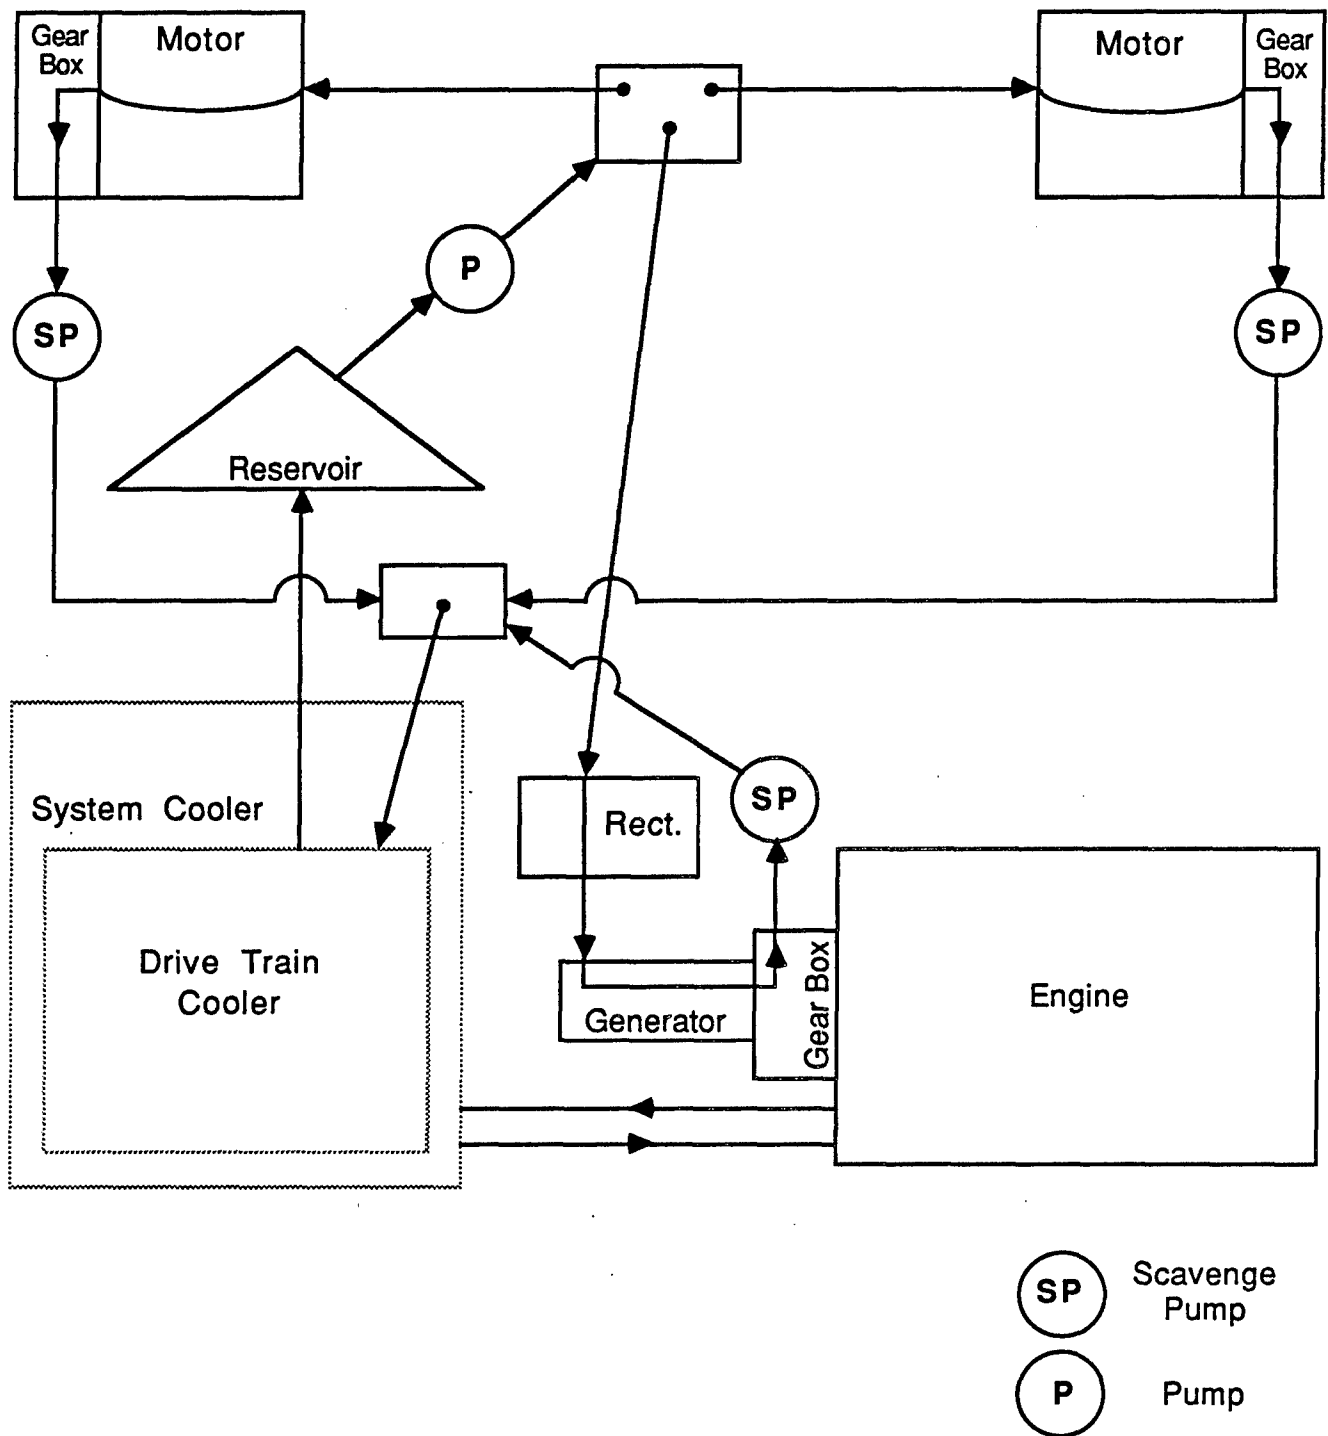 Gear
Box
Motor
Motor
Gear
Box
P
SP
SP
Reservoir
System Cooler
Rect.
SP
Drive Train
Cooler
Generator
Gear Box
Engine
SP
Scavenge
Pump
P
Pump